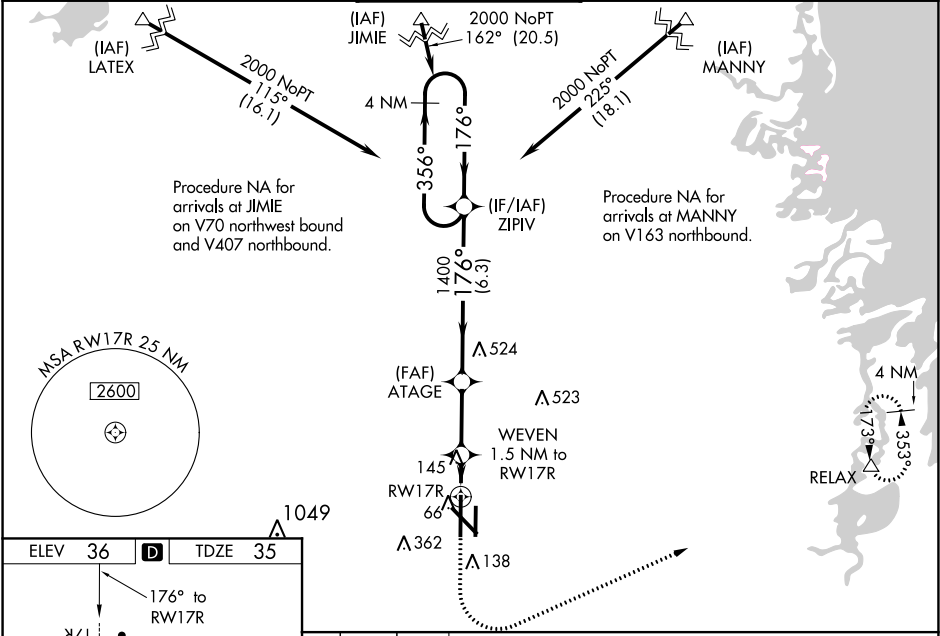 (IAF)
LATEX
2000 NoPT
115°
(16.1)
(IAF)
JIMIE
2000 NoPT
162° (20.5)
(IAF)
MANNY
2000 NoPT
225°
(18.1)
4 NM
356°
176°
(IF/IAF)
ZIPIV
Procedure NA for
arrivals at JIMIE
on V70 northwest bound
and V407 northbound.
Procedure NA for
arrivals at MANNY
on V163 northbound.
1400
176°
(6.3)
MSA RW17R 25 NM
2600
524
(FAF)
ATAGE
523
WEVEN
1.5 NM to
RW17R
145
RW17R
66
362
138
1049
4 NM
173°
353°
RELAX
ELEV 36 D TDZE 35
176° to
RW17R